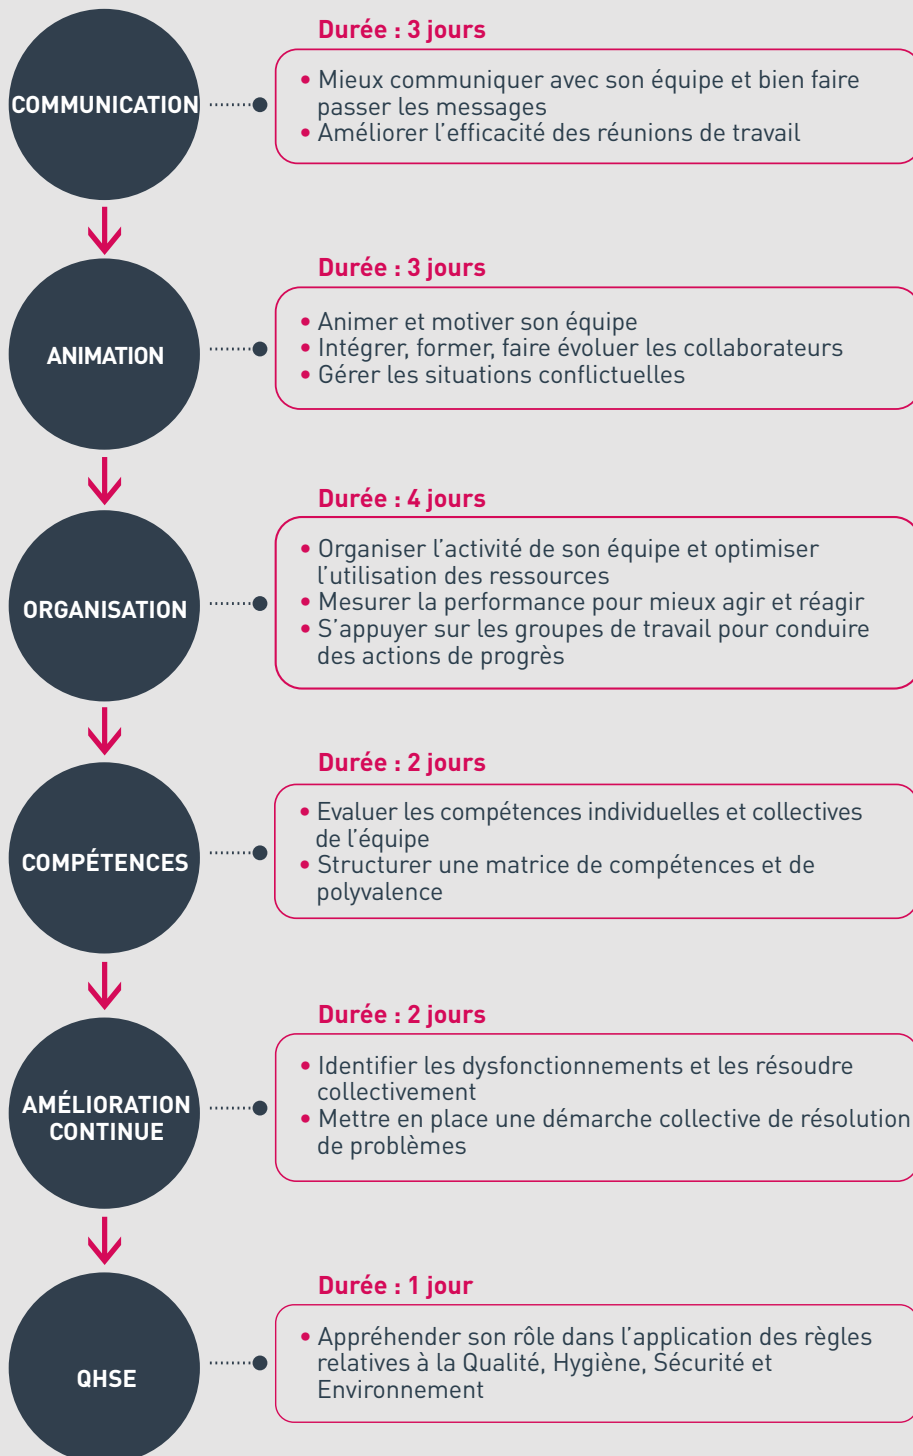 COMMUNICATION
Durée : 3 jours
• Mieux communiquer avec son équipe et bien faire
passer les messages
• Améliorer l’efficacité des réunions de travail
ANIMATION
Durée : 3 jours
• Animer et motiver son équipe
• Intégrer, former, faire évoluer les collaborateurs
• Gérer les situations conflictuelles
ORGANISATION
Durée : 4 jours
• Organiser l’activité de son équipe et optimiser
l’utilisation des ressources
• Mesurer la performance pour mieux agir et réagir
• S’appuyer sur les groupes de travail pour conduire
des actions de progrès
COMPÉTENCES
Durée : 2 jours
• Evaluer les compétences individuelles et collectives
de l’équipe
• Structurer une matrice de compétences et de
polyvalence
AMÉLIORATION
CONTINUE
Durée : 2 jours
• Identifier les dysfonctionnements et les résoudre
collectivement
• Mettre en place une démarche collective de résolution
de problèmes
QHSE
Durée : 1 jour
• Appréhender son rôle dans l’application des règles
relatives à la Qualité, Hygiène, Sécurité et
Environnement